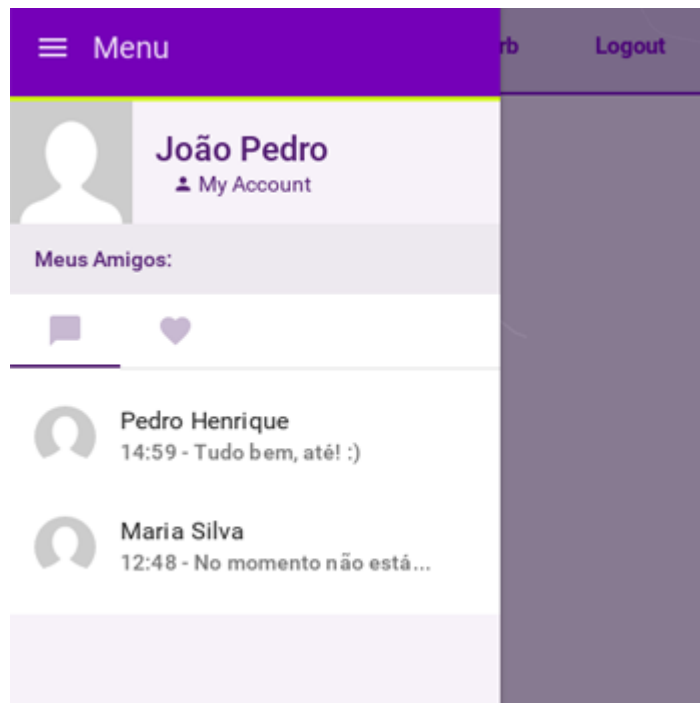 Menu
Logout
João Pedro
My Account
Meus Amigos:
Pedro Henrique
14:59 - Tudo bem, até! :)
Maria Silva
12:48 - No momento não está...